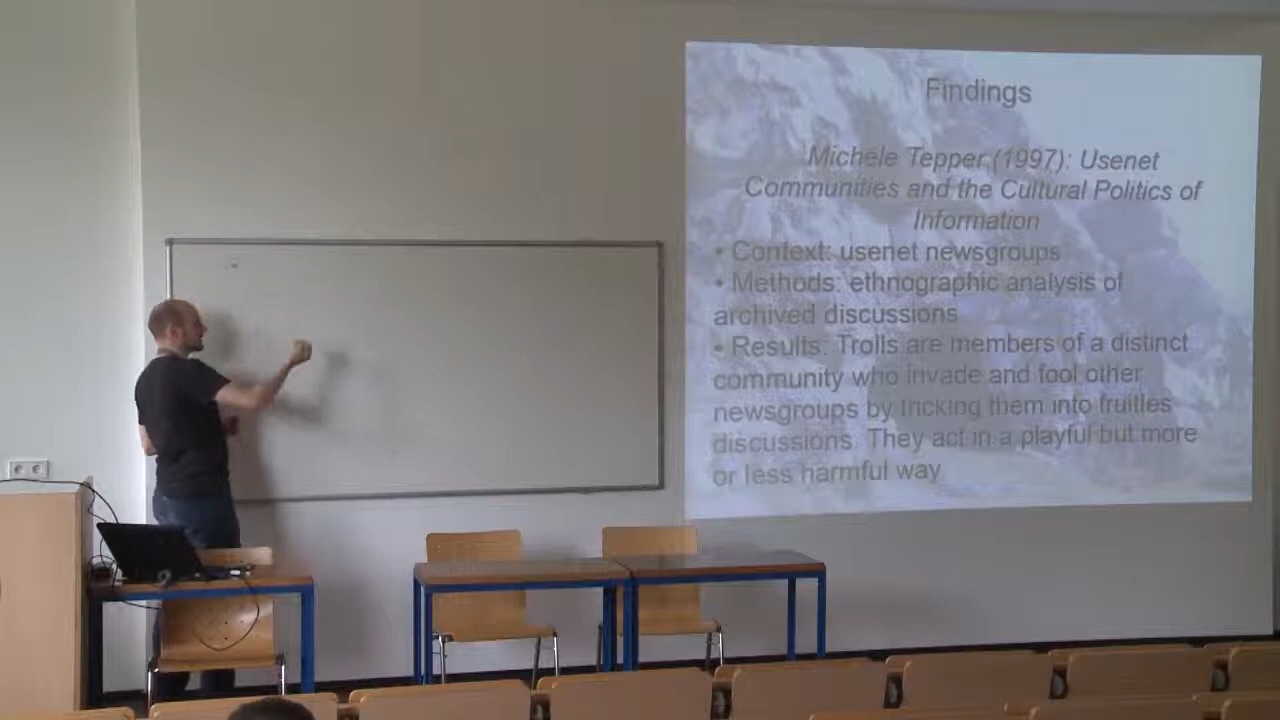 Findings
Michele Tepper (1997): Usenet
Communities and the Cultural Politics of
Information
• Context: usenet newsgroups
• Methods: ethnographic analysis of
archived discussions
• Results: Trolls are members of a distinct
community who invade and fool other
newsgroups by tricking them into fruitles
discussions. They act in a playful but more
or less harmful way.